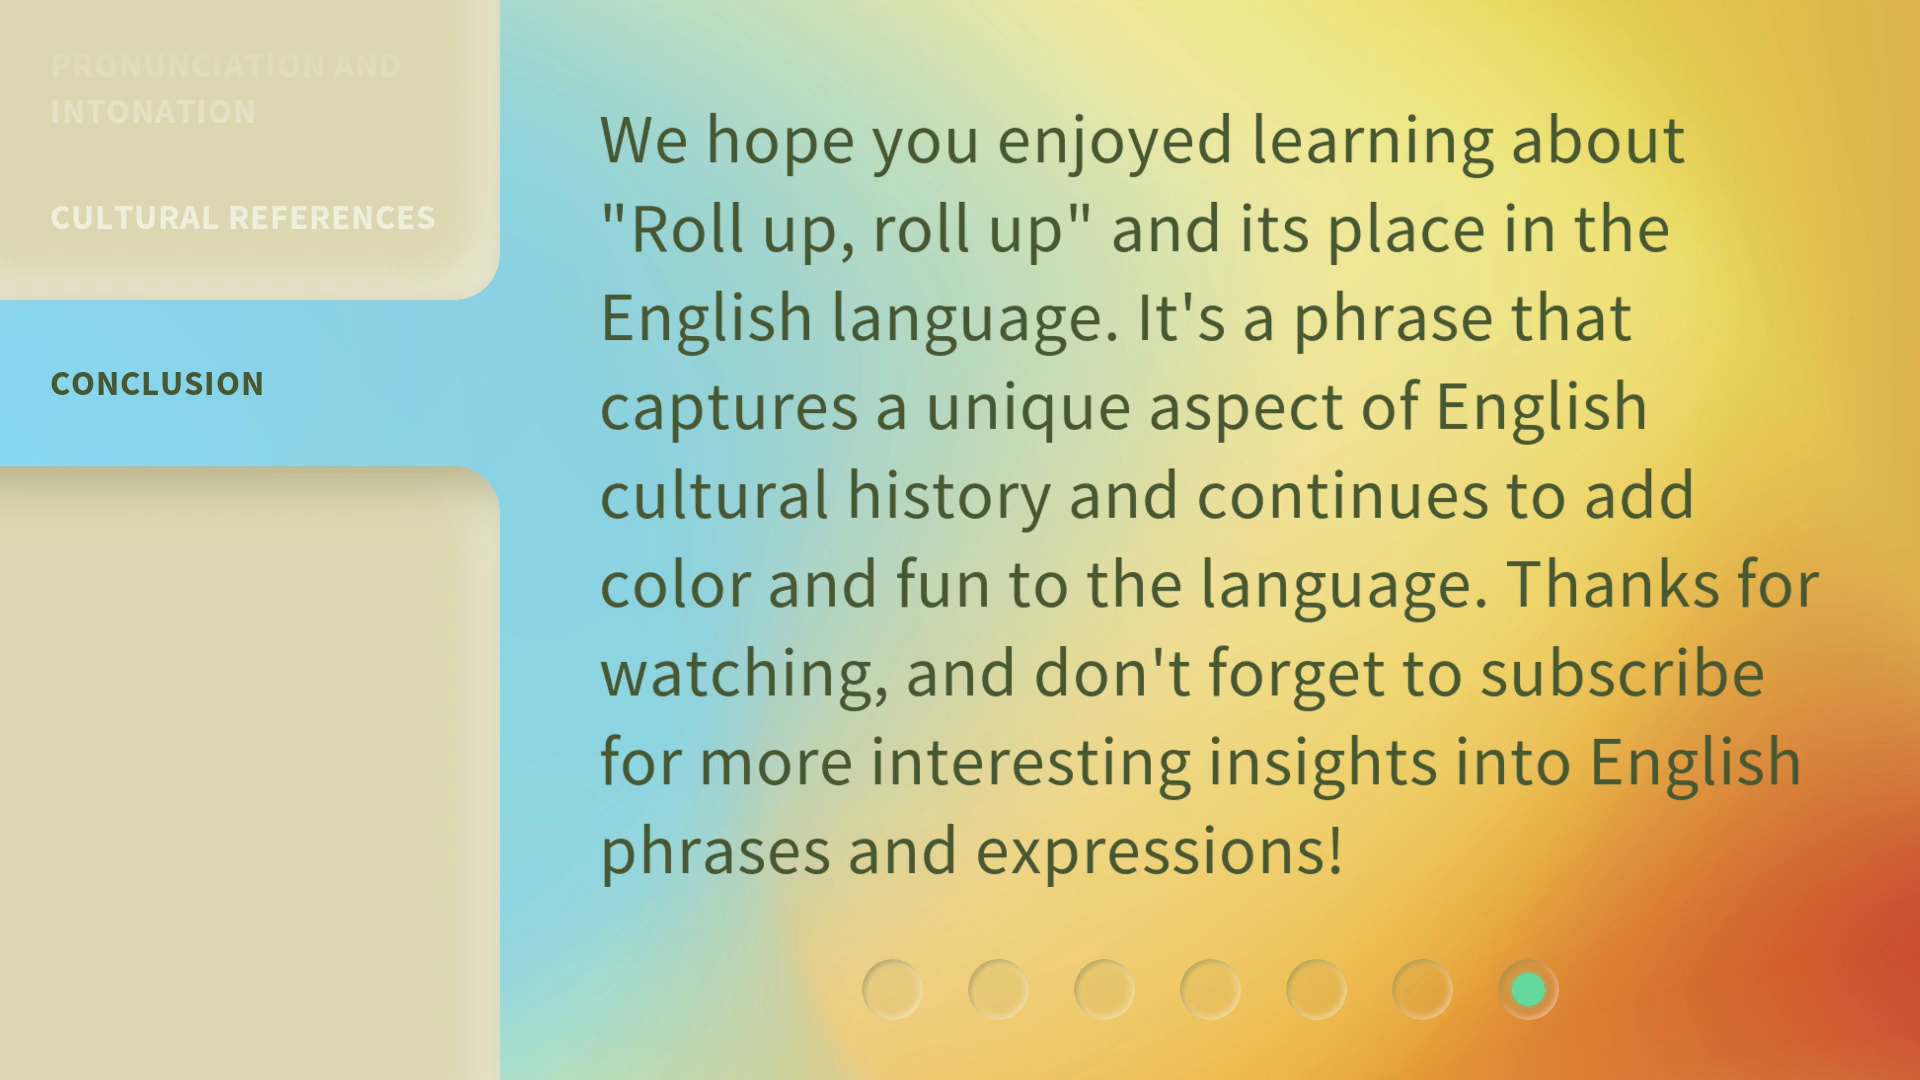 PRONUNCIATION AND
INTONATION
CULTURAL REFERENCES
CONCLUSION
We hope you enjoyed learning about
"Roll up, roll up" and its place in the
English language. It's a phrase that
captures a unique aspect of English
cultural history and continues to add
color and fun to the language. Thanks for
watching, and don't forget to subscribe
for more interesting insights into English
phrases and expressions!